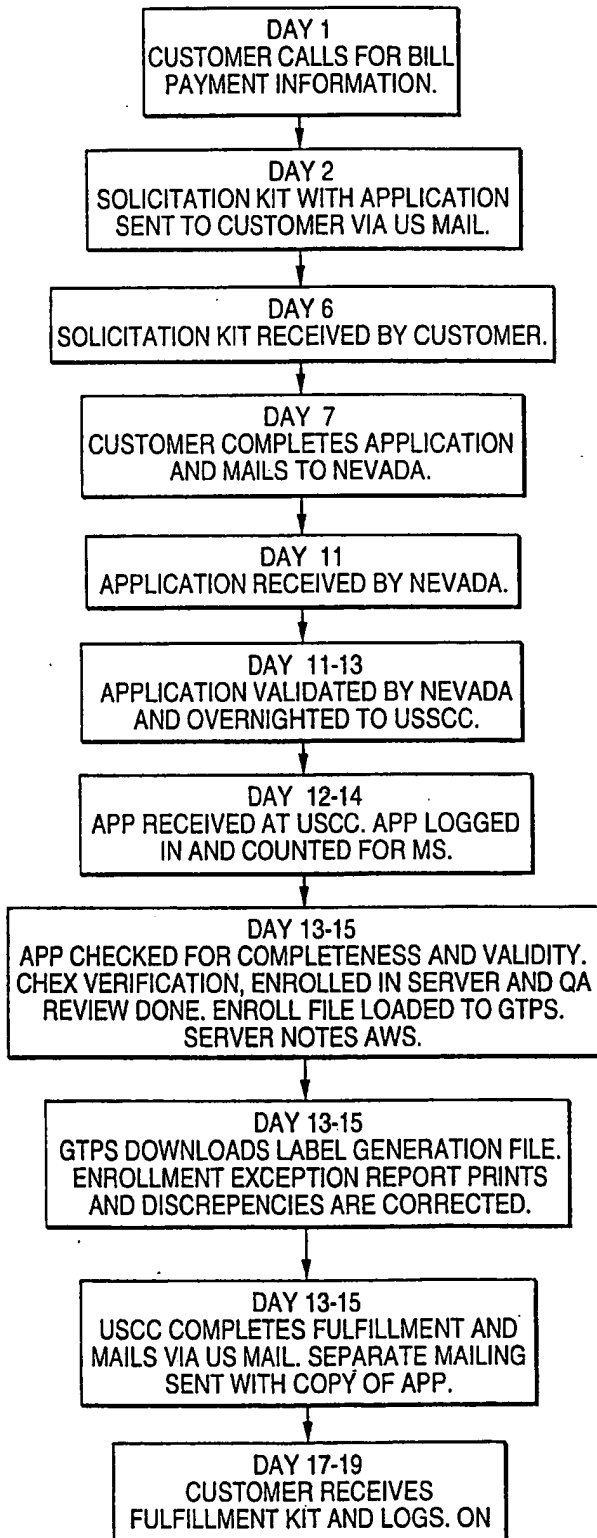 DAY 1
CUSTOMER CALLS FOR BILL
PAYMENT INFORMATION.
DAY 2
SOLICITATION KIT WITH APPLICATION
SENT TO CUSTOMER VIA US MAIL.
DAY 6
SOLICITATION KIT RECEIVED BY CUSTOMER.
DAY 7
CUSTOMER COMPLETES APPLICATION
AND MAILS TO NEVADA.
DAY 11
APPLICATION RECEIVED BY NEVADA.
DAY 11-13
APPLICATION VALIDATED BY NEVADA
AND OVERNIGHTED TO USSCC.
DAY 12-14
APP RECEIVED AT USCC. APP LOGGED
IN AND COUNTED FOR MS.
DAY 13-15
APP CHECKED FOR COMPLETENESS AND VALIDITY.
CHEX VERIFICATION, ENROLLED IN SERVER AND QA
REVIEW DONE. ENROLL FILE LOADED TO GTPS.
SERVER NOTES AWS.
DAY 13-15
GTPS DOWNLOADS LABEL GENERATION FILE.
ENROLLMENT EXCEPTION REPORT PRINTS
AND DISCREPENCIES ARE CORRECTED.
DAY 13-15
USCC COMPLETES FULFILLMENT AND
MAILS VIA US MAIL. SEPARATE MAILING
SENT WITH COPY OF APP.
DAY 17-19
CUSTOMER RECEIVES
FULFILLMENT KIT AND LOGS. ON